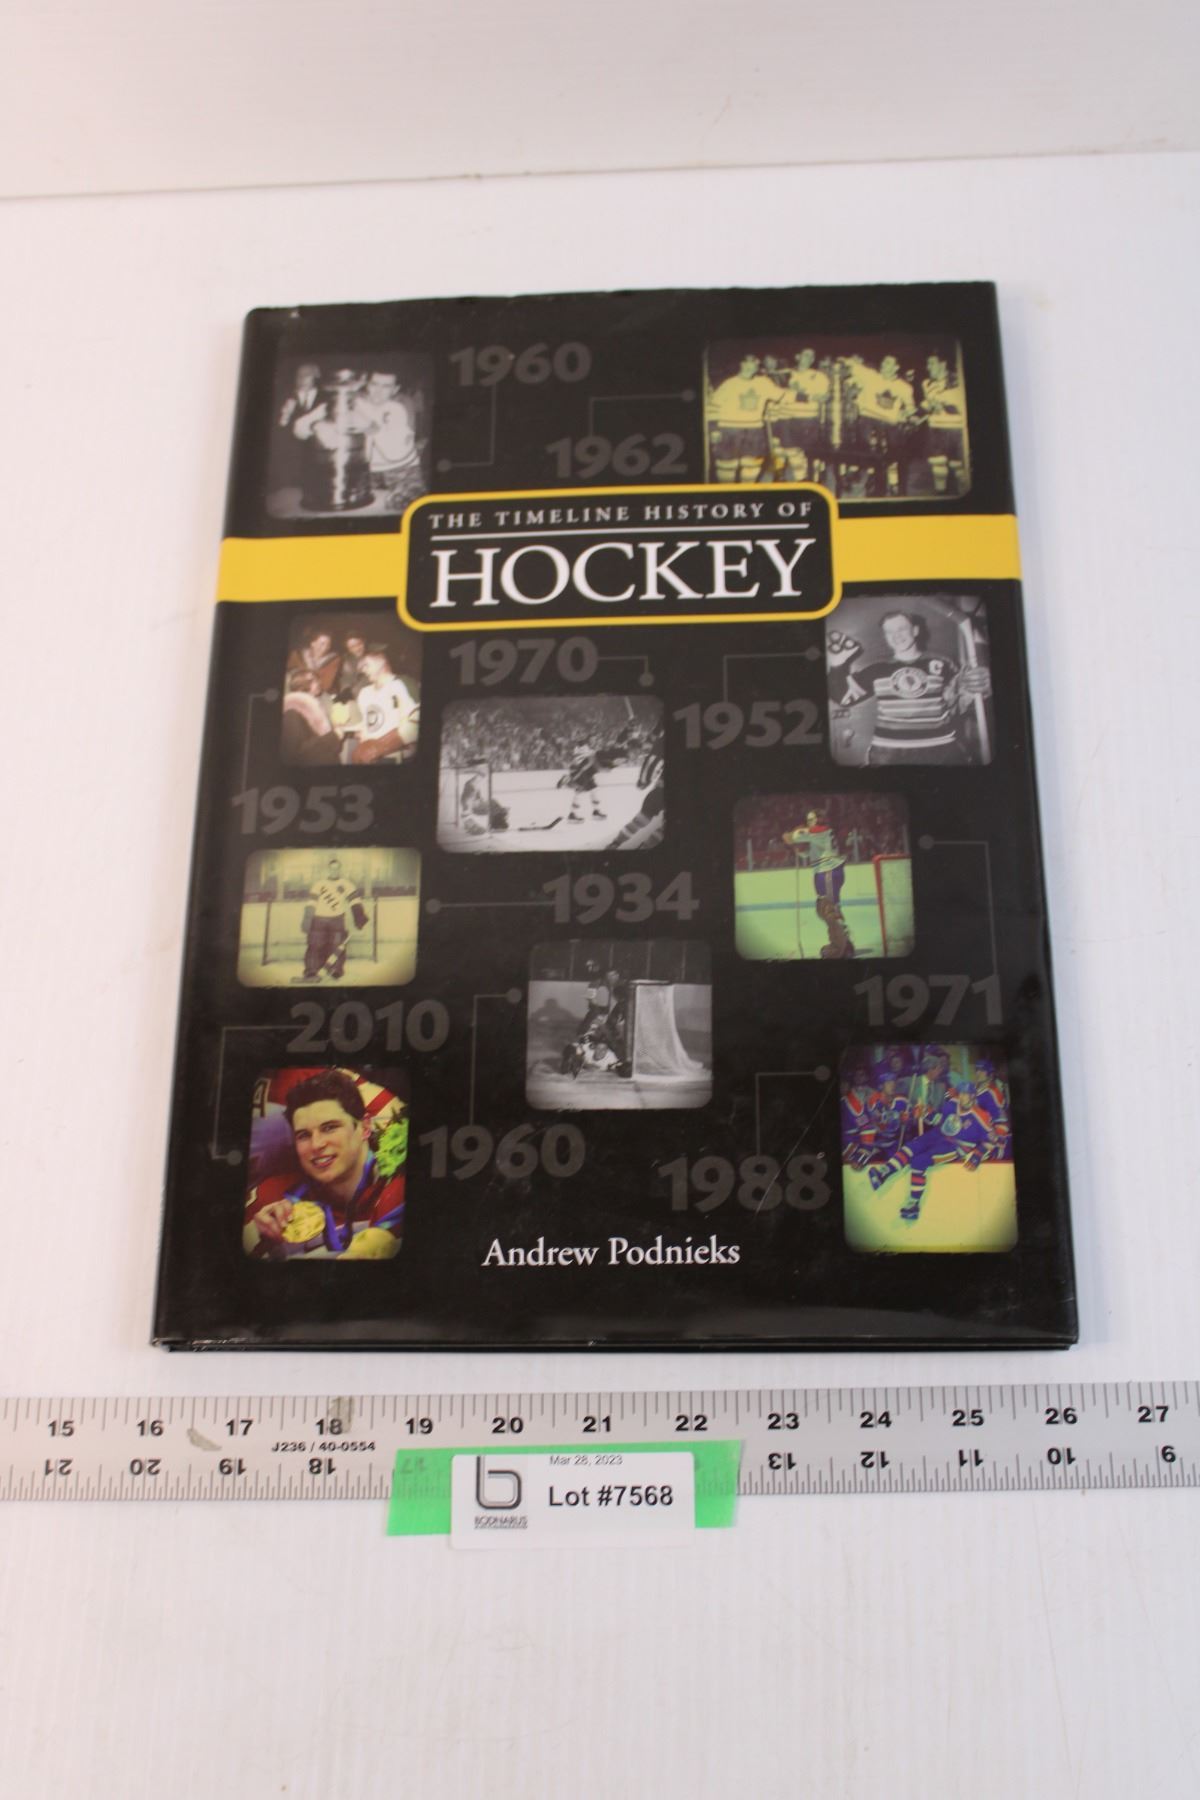 1960
1962
THE TIMELINE HISTORY OF
HOCKEY
1970
1952
1953
1934
1971
2010
1960
1988
Andrew Podnieks
15 16 17 18 19 20 21 22 23 24 25 26 27
J236 / 40-0554
21 20 19 18 17 13 12 11 10 9
Mar 28, 2023
Lot #7568
BODNARUS